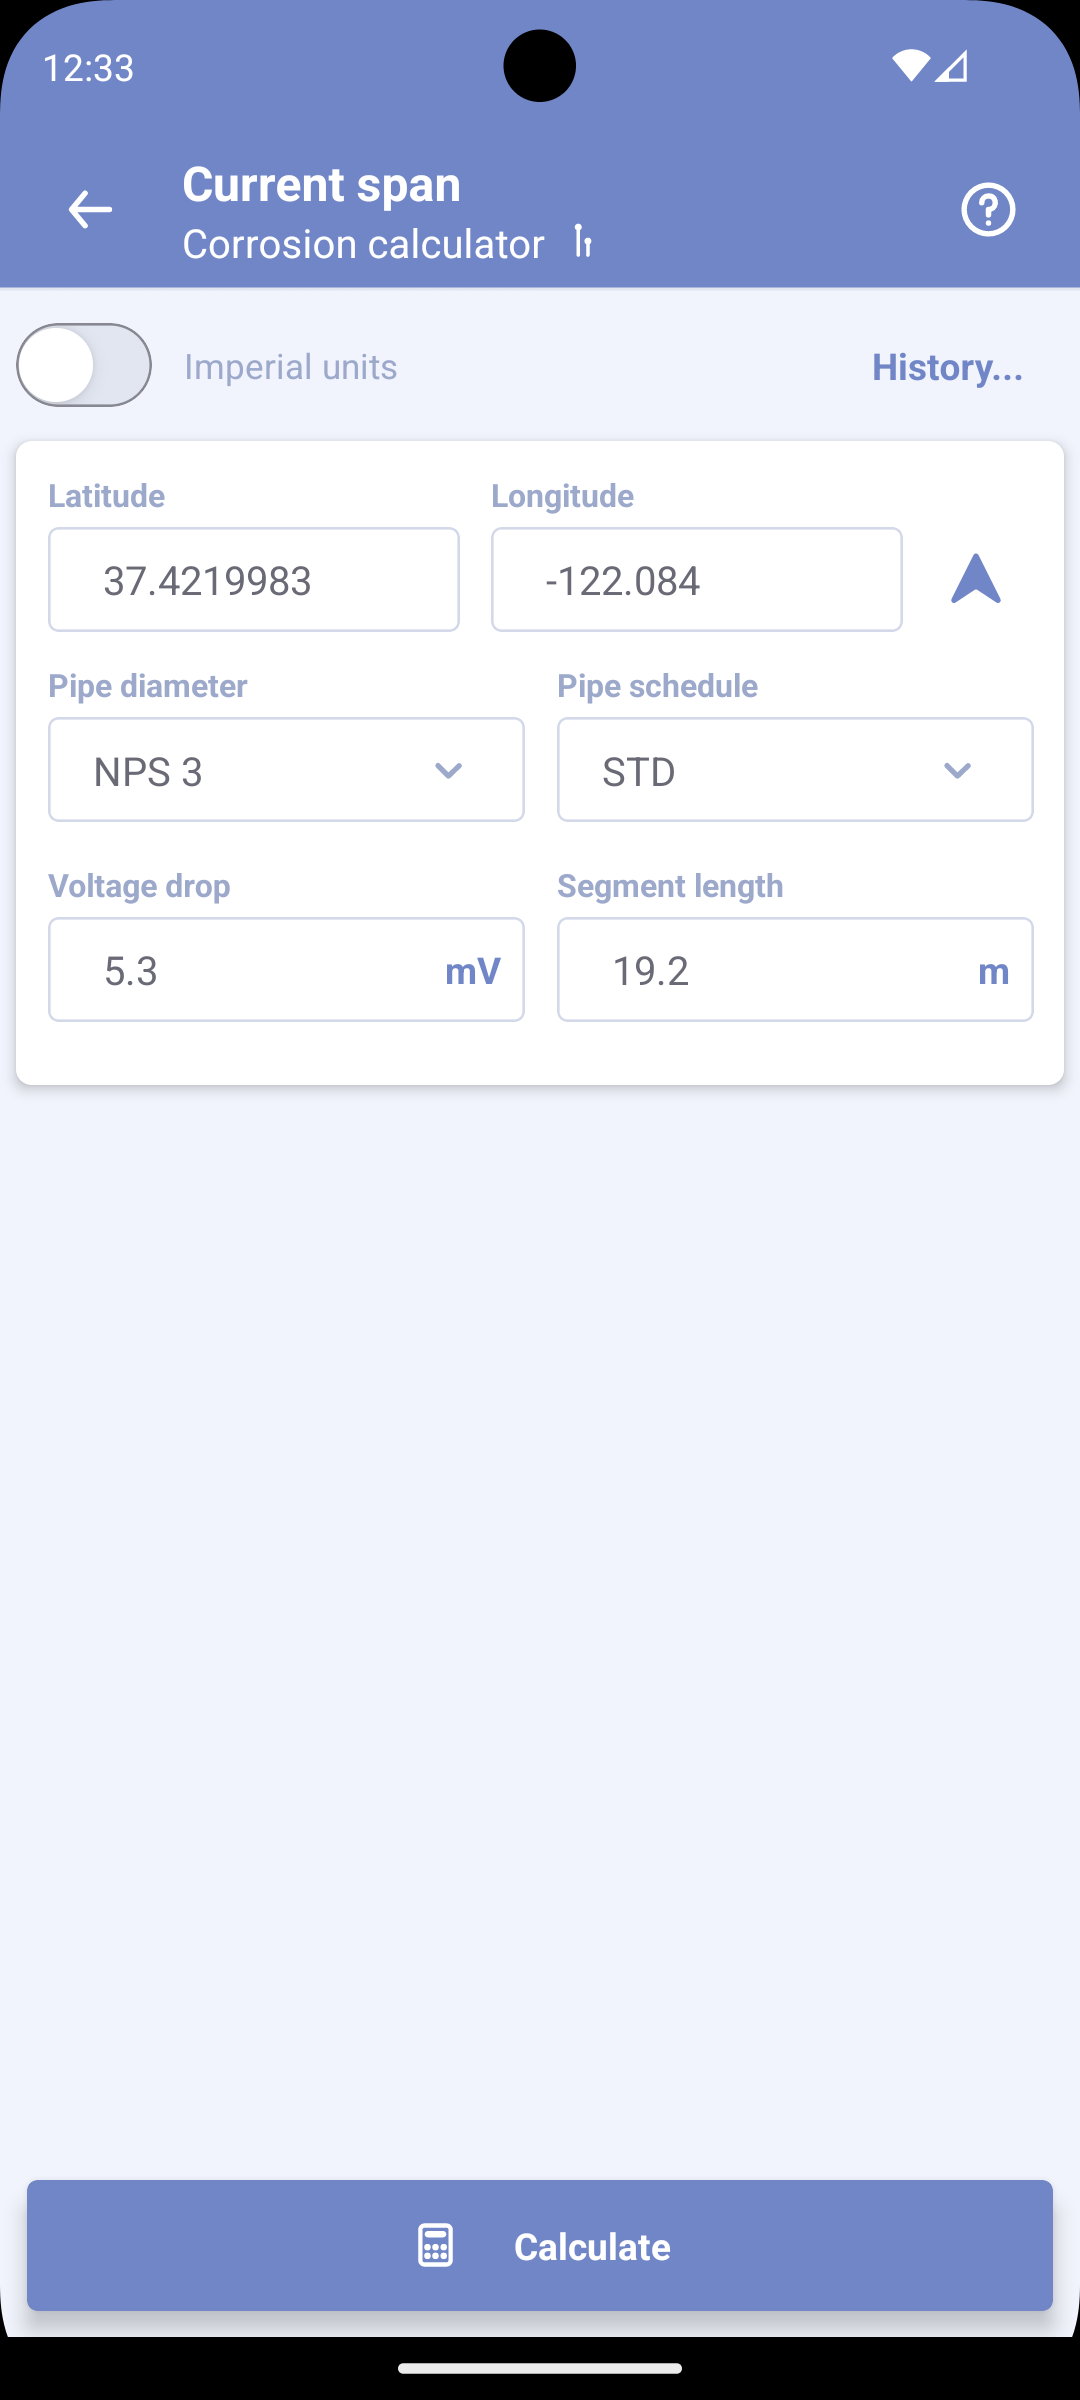 12:33
Current span
Corrosion calculator
Imperial units
History...
Latitude
Longitude
37.4219983
-122.084
Pipe diameter
Pipe schedule
NPS 3
STD
Voltage drop
Segment length
5.3 mV
19.2 m
Calculate